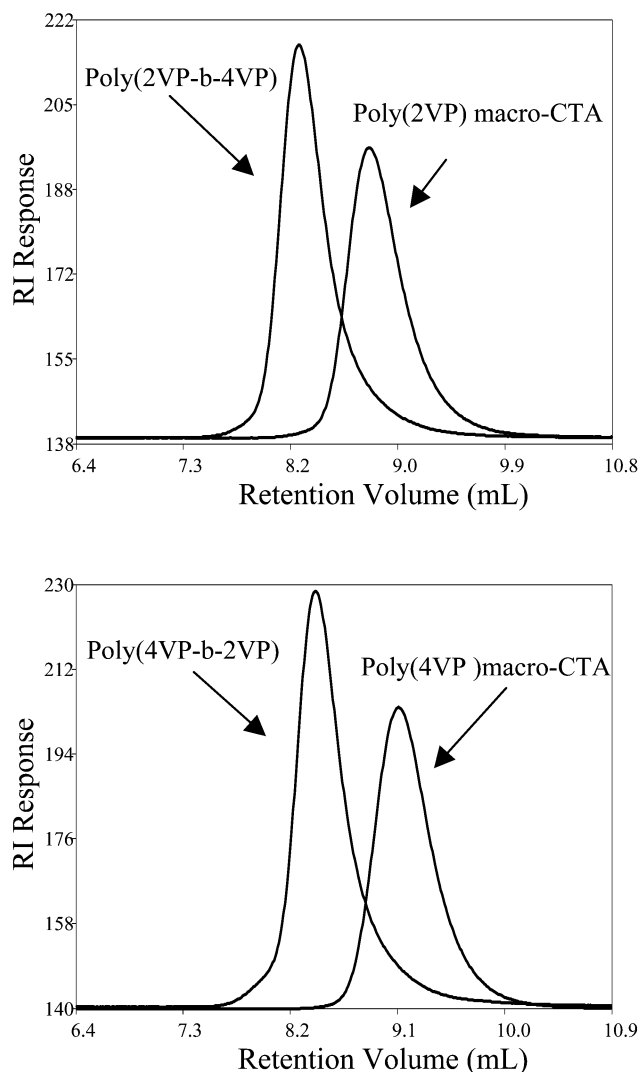 222
Poly(2VP-b-4VP)
205
Poly(2VP) macro-CTA
188
RI Response
172
155
138
6.4 7.3 8.2 9.0 9.9 10.8
Retention Volume (mL)
230
Poly(4VP-b-2VP)
212
Poly(4VP )macro-CTA
194
RI Response
176
158
140
6.4 7.3 8.2 9.1 10.0 10.9
Retention Volume (mL)